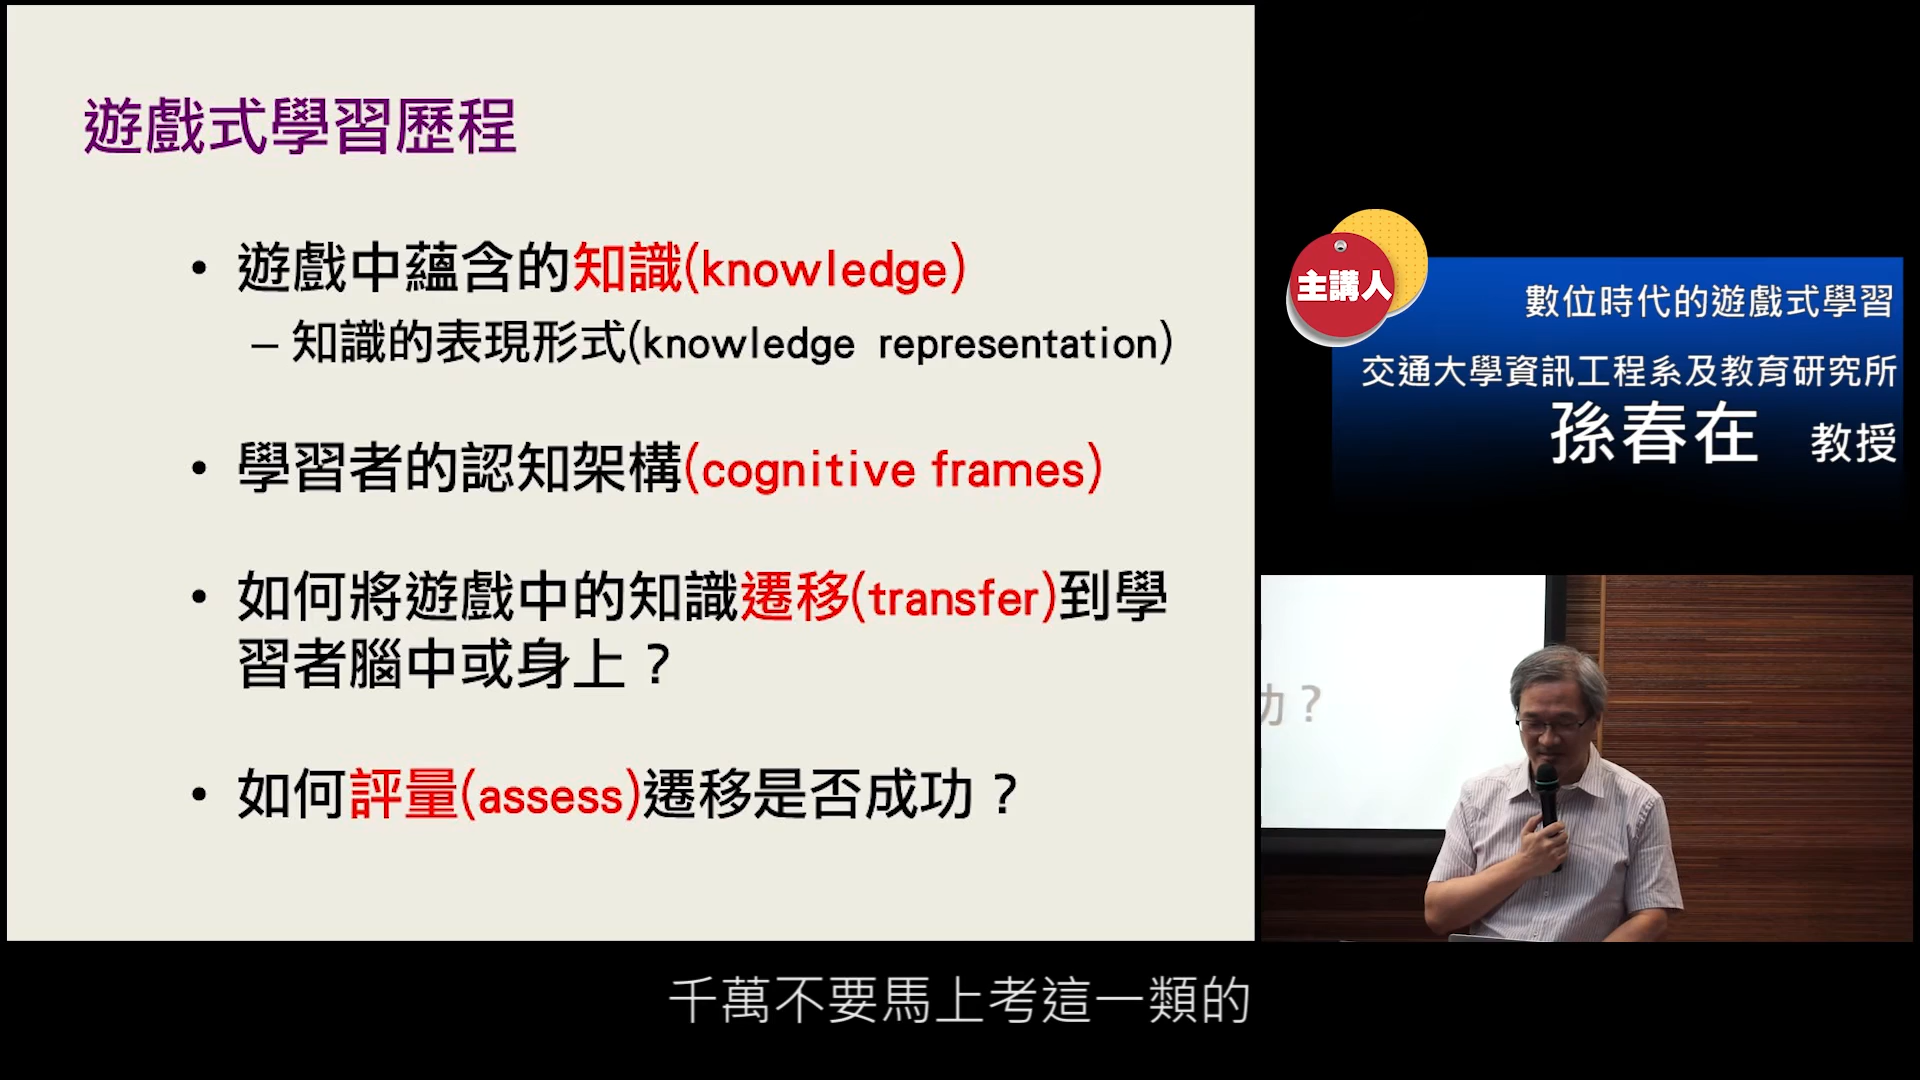 遊戲式學習歷程
• 遊戲中蘊含的知識(knowledge)
– 知識的表現形式(knowledge representation)
• 學習者的認知架構(cognitive frames)
• 如何將遊戲中的知識遷移(transfer)到學
習者腦中或身上？
• 如何評量(assess)遷移是否成功？
主講人
數位時代的遊戲式學習
交通大學資訊工程系及教育研究所
孫春在 教授
功？
千萬不要馬上考這一類的